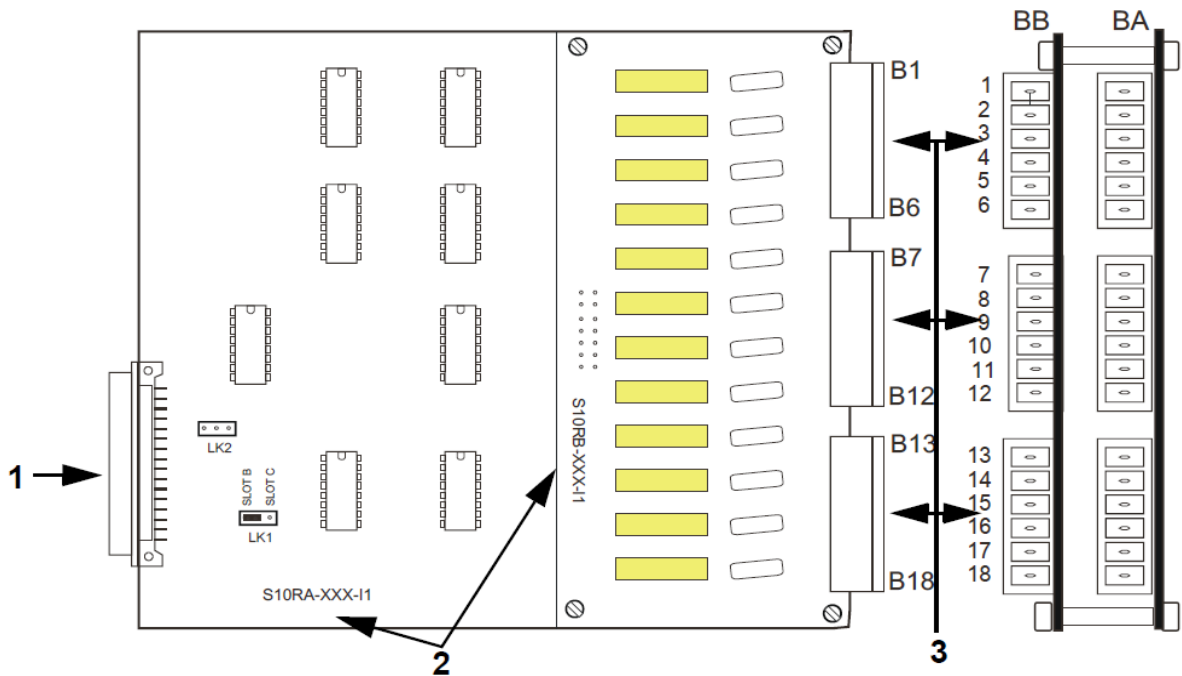 BB BA
B1
B6
B7
B12
B13
B18
1
2
3
4
5
6
7
8
9
10
11
12
13
14
15
16
17
18
LK2
SLOT B
SLOT C
LK1
S10RA-XXX-I1
S10RB-XXX-I1
1
2
3